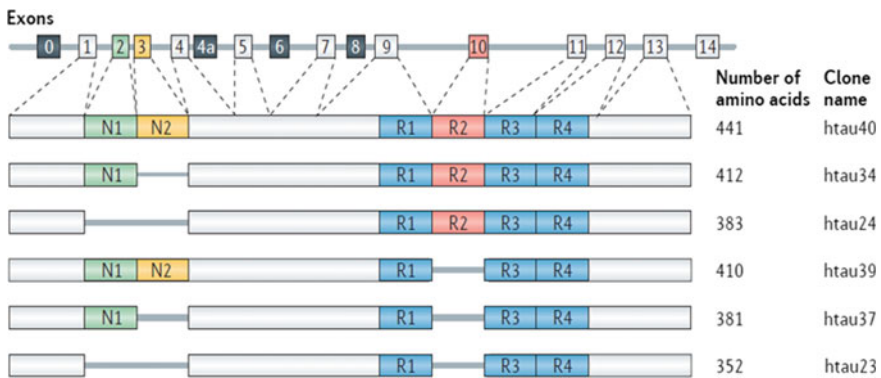 Exons
0 1 2 3 4 4a 5 6 7 8 9 10 11 12 13 14
Number of amino acids Clone name
N1 N2 R1 R2 R3 R4 441 htau40
N1 R1 R2 R3 R4 412 htau34
R1 R2 R3 R4 383 htau24
N1 N2 R1 R3 R4 410 htau39
N1 R1 R3 R4 381 htau37
R1 R3 R4 352 htau23